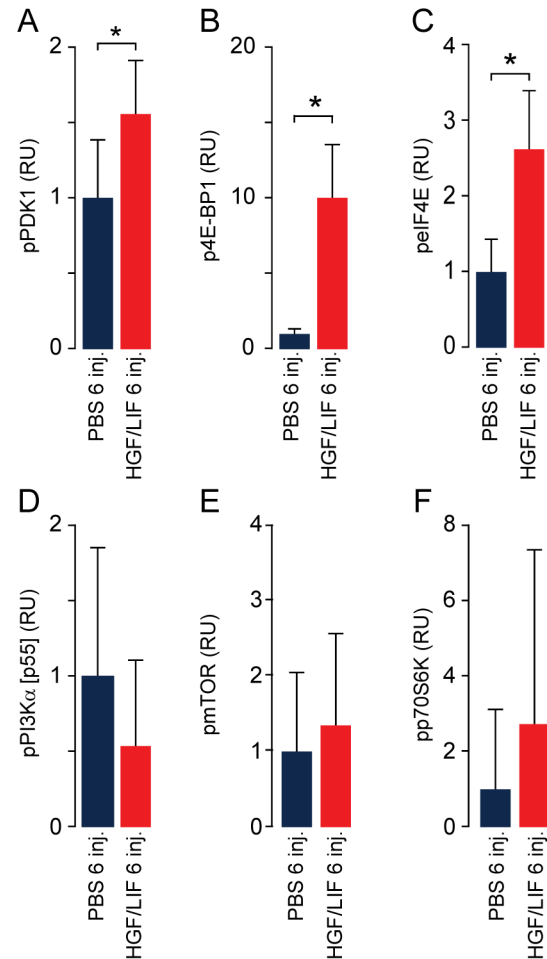 A
pPDK1 (RU)
2
1
0
*
PBS 6 inj.
HGF/LIF 6 inj.
B
p4E-BP1 (RU)
20
10
0
*
PBS 6 inj.
HGF/LIF 6 inj.
C
peIF4E (RU)
4
3
2
1
0
*
PBS 6 inj.
HGF/LIF 6 inj.
D
pPI3Kα [p55] (RU)
2
1
0
PBS 6 inj.
HGF/LIF 6 inj.
E
pmTOR (RU)
4
3
2
1
0
PBS 6 inj.
HGF/LIF 6 inj.
F
pp70S6K (RU)
8
6
4
2
0
PBS 6 inj.
HGF/LIF 6 inj.